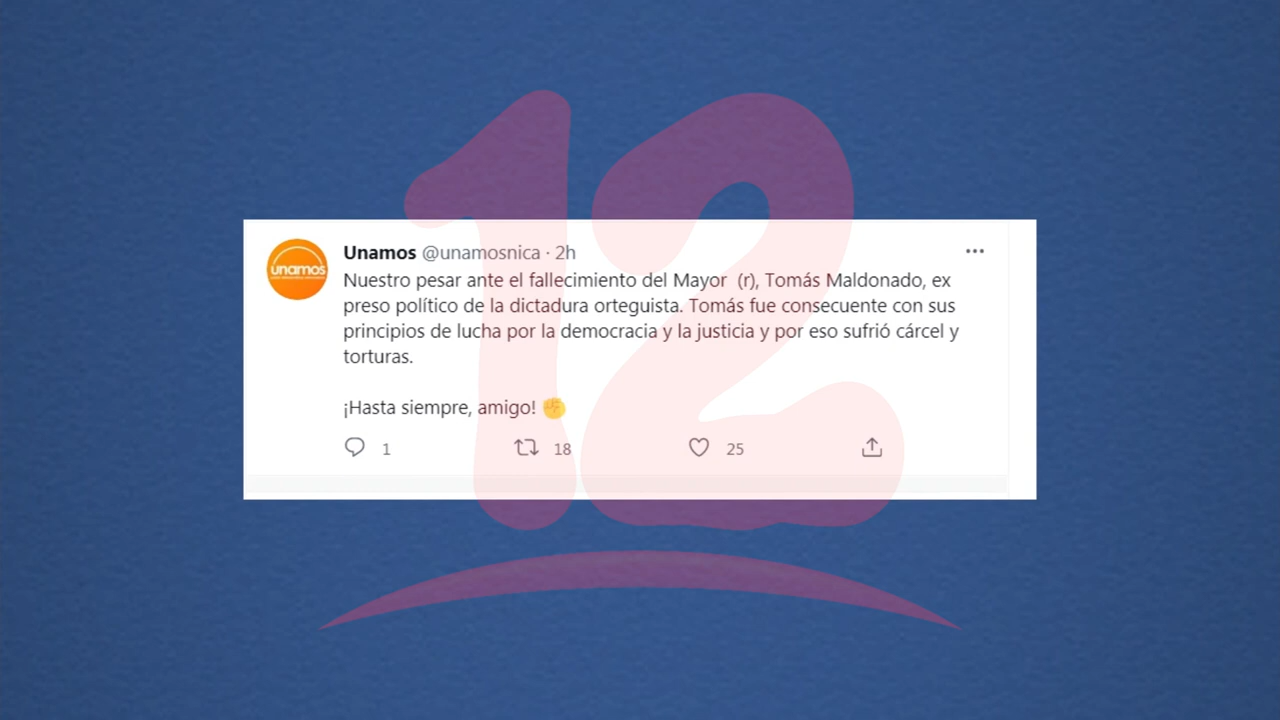 12
unamos
Unamos @unamosnica · 2h
Nuestro pesar ante el fallecimiento del Mayor (r), Tomás Maldonado, ex
preso político de la dictadura orteguista. Tomás fue consecuente con sus
principios de lucha por la democracia y la justicia y por eso sufrió cárcel y
torturas.
¡Hasta siempre, amigo! ✊
1 18 25